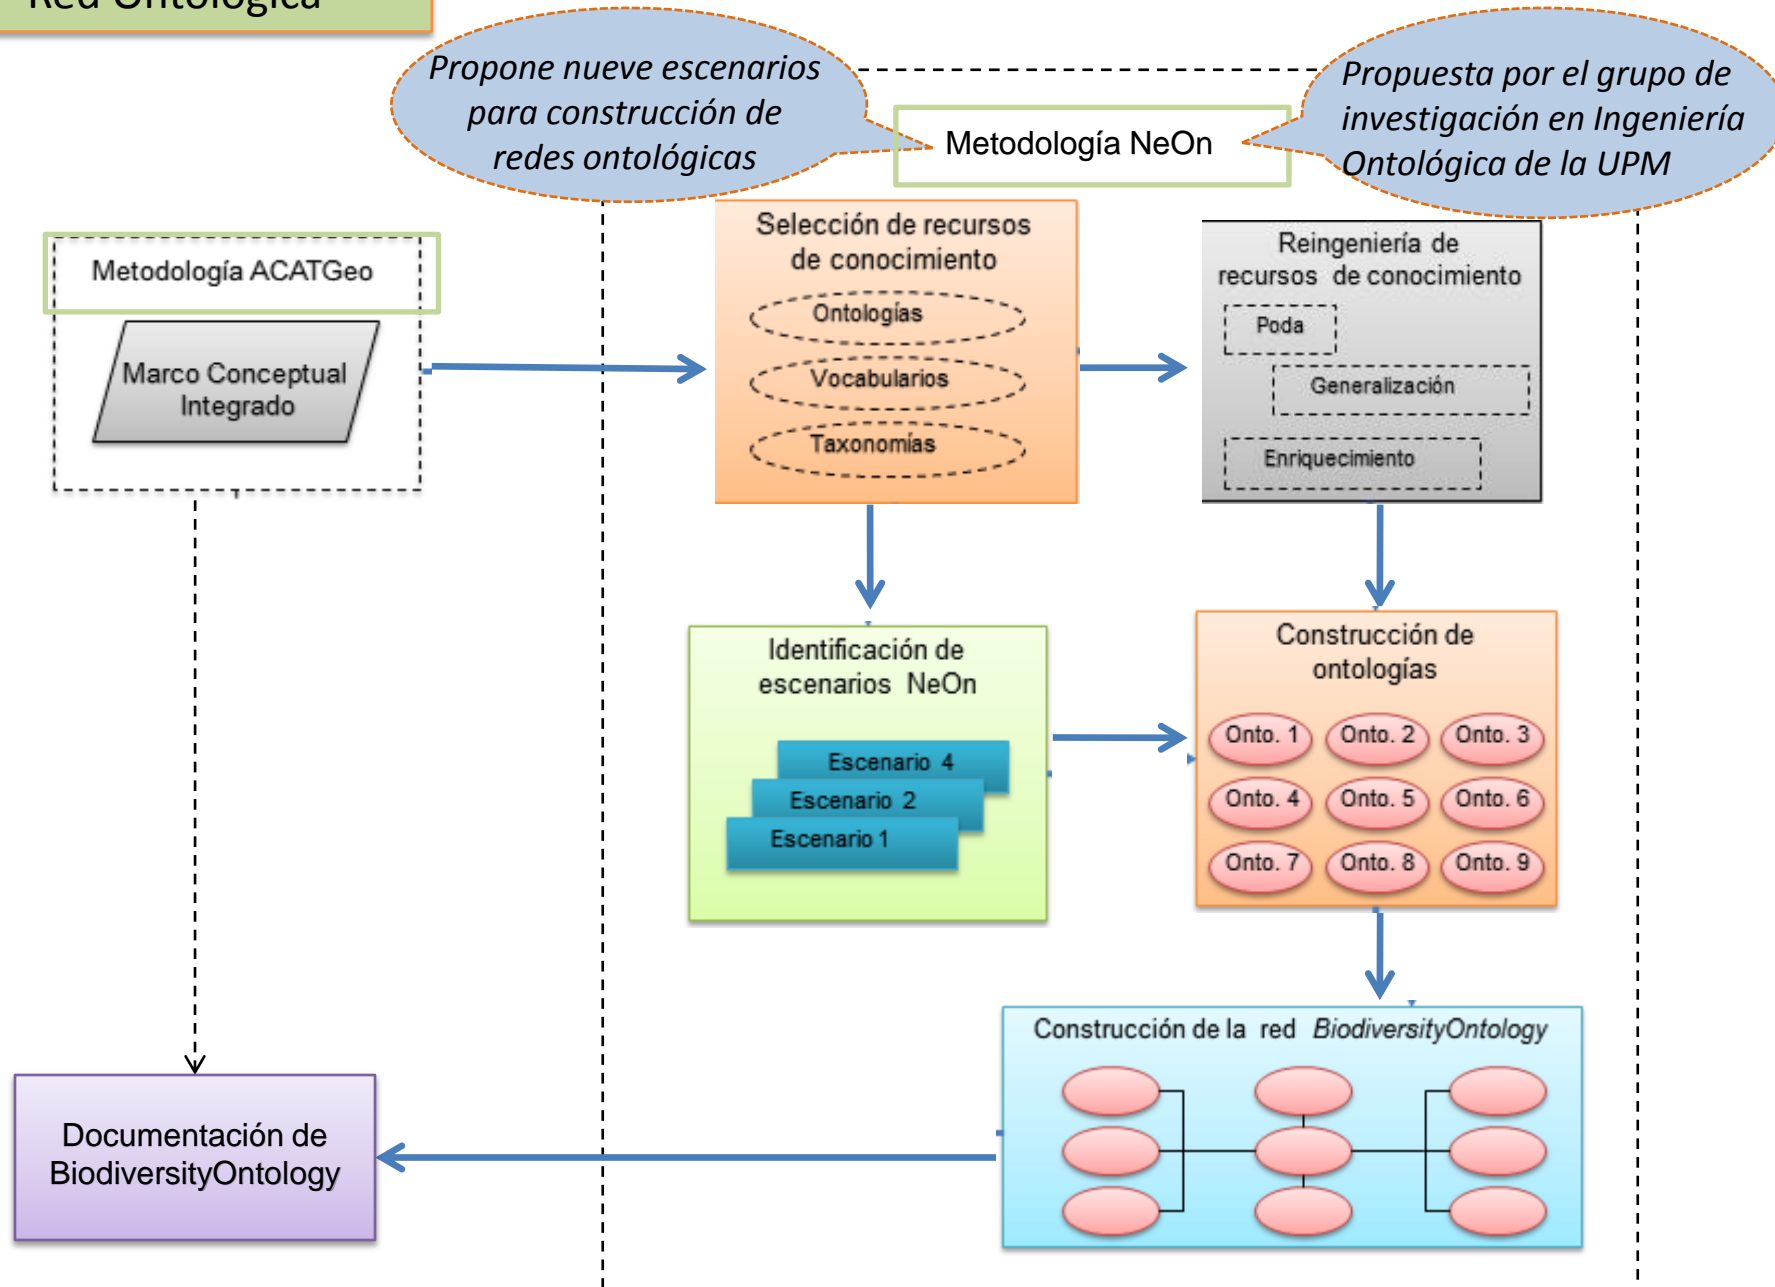 Red Ontológica
Propone nueve escenarios
para construcción de
redes ontológicas
Metodología NeOn
Propuesta por el grupo de
investigación en Ingeniería
Ontológica de la UPM
Metodología ACATGeo
Marco Conceptual
Integrado
Selección de recursos
de conocimiento
Ontologías
Vocabularios
Taxonomías
Reingeniería de
recursos de conocimiento
Poda
Generalización
Enriquecimiento
Identificación de
escenarios NeOn
Escenario 4
Escenario 2
Escenario 1
Construcción de
ontologías
Onto. 1 Onto. 2 Onto. 3
Onto. 4 Onto. 5 Onto. 6
Onto. 7 Onto. 8 Onto. 9
Construcción de la red BiodiversityOntology
Documentación de
BiodiversityOntology